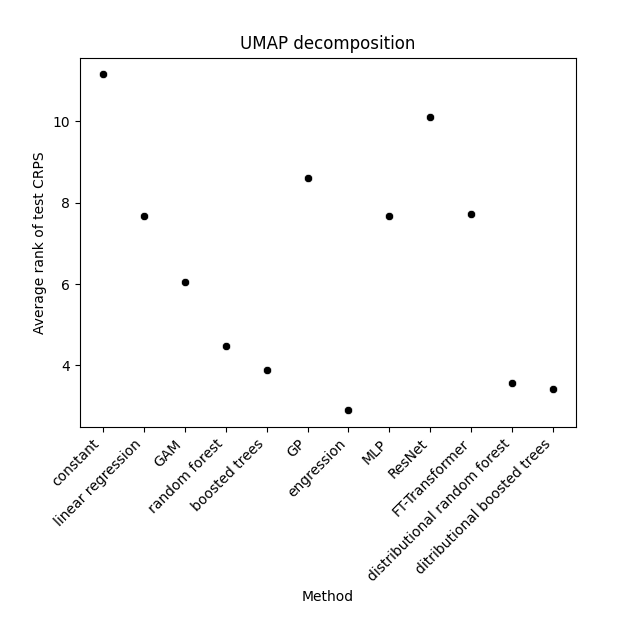 UMAP decomposition
Average rank of test CRPS
10
8
6
4
constant
linear regression
GAM
random forest
boosted trees
GP
engression
MLP
ResNet
FT-Transformer
distributional random forest
ditributional boosted trees
Method